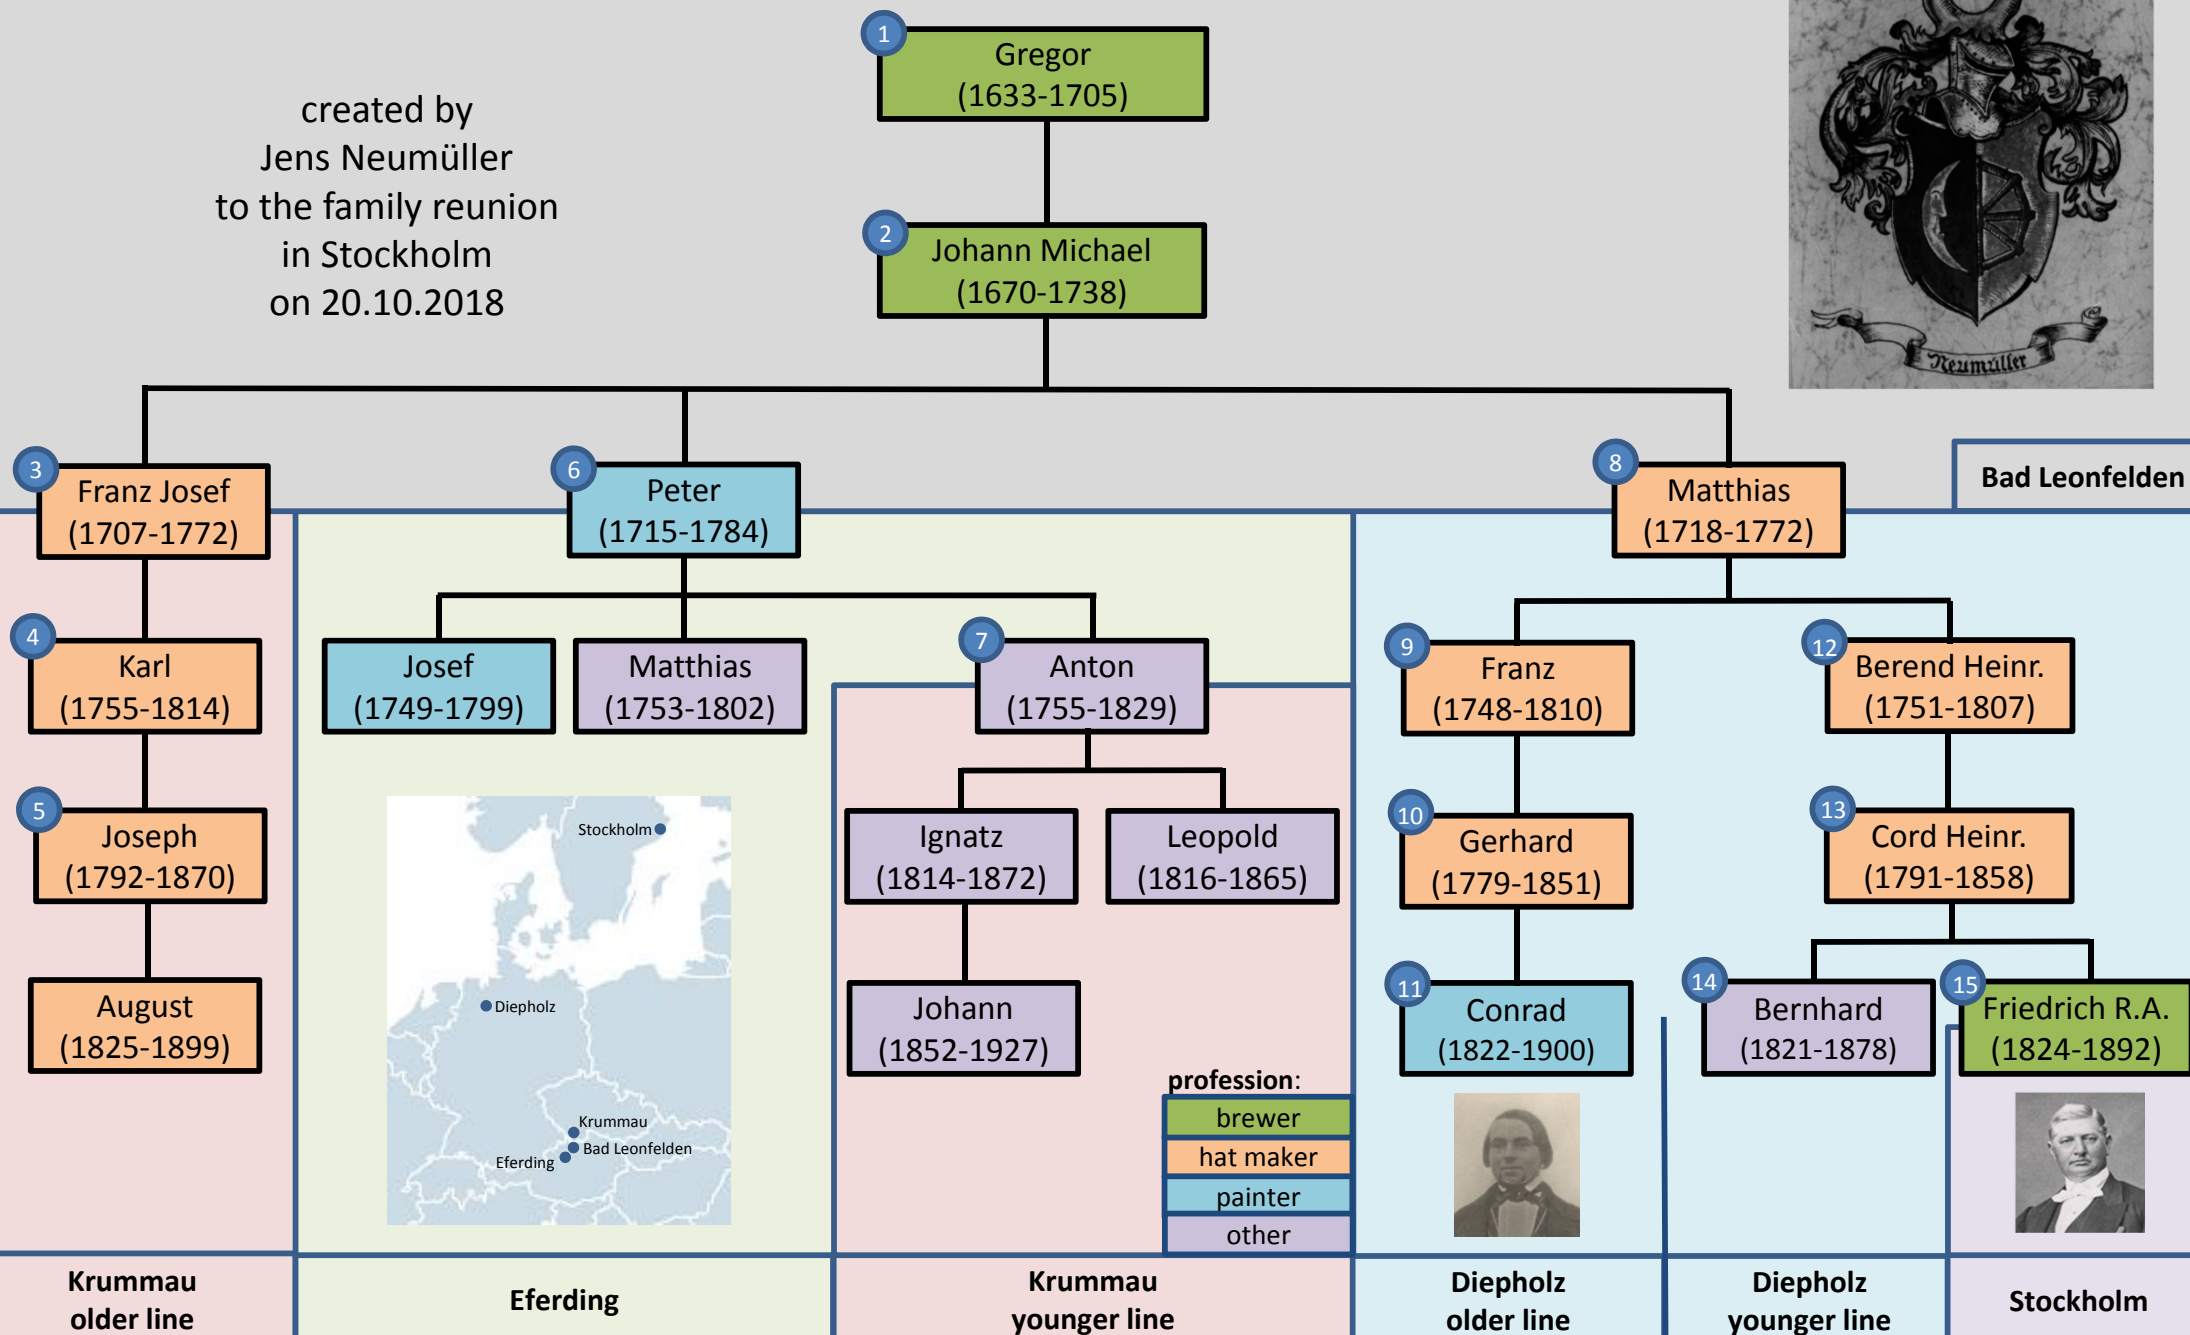 created by
Jens Neumüller
to the family reunion
in Stockholm
on 20.10.2018
1
Gregor
(1633-1705)
2
Johann Michael
(1670-1738)
Neumüller
Bad Leonfelden
3
Franz Josef
(1707-1772)
6
Peter
(1715-1784)
8
Matthias
(1718-1772)
4
Karl
(1755-1814)
Josef
(1749-1799)
Matthias
(1753-1802)
7
Anton
(1755-1829)
9
Franz
(1748-1810)
12
Berend Heinr.
(1751-1807)
5
Joseph
(1792-1870)
Ignatz
(1814-1872)
Leopold
(1816-1865)
10
Gerhard
(1779-1851)
13
Cord Heinr.
(1791-1858)
August
(1825-1899)
Johann
(1852-1927)
11
Conrad
(1822-1900)
14
Bernhard
(1821-1878)
15
Friedrich R.A.
(1824-1892)
Stockholm
Diepholz
Krummau
Bad Leonfelden
Eferding
profession:
brewer
hat maker
painter
other
Krummau
older line
Eferding
Krummau
younger line
Diepholz
older line
Diepholz
younger line
Stockholm